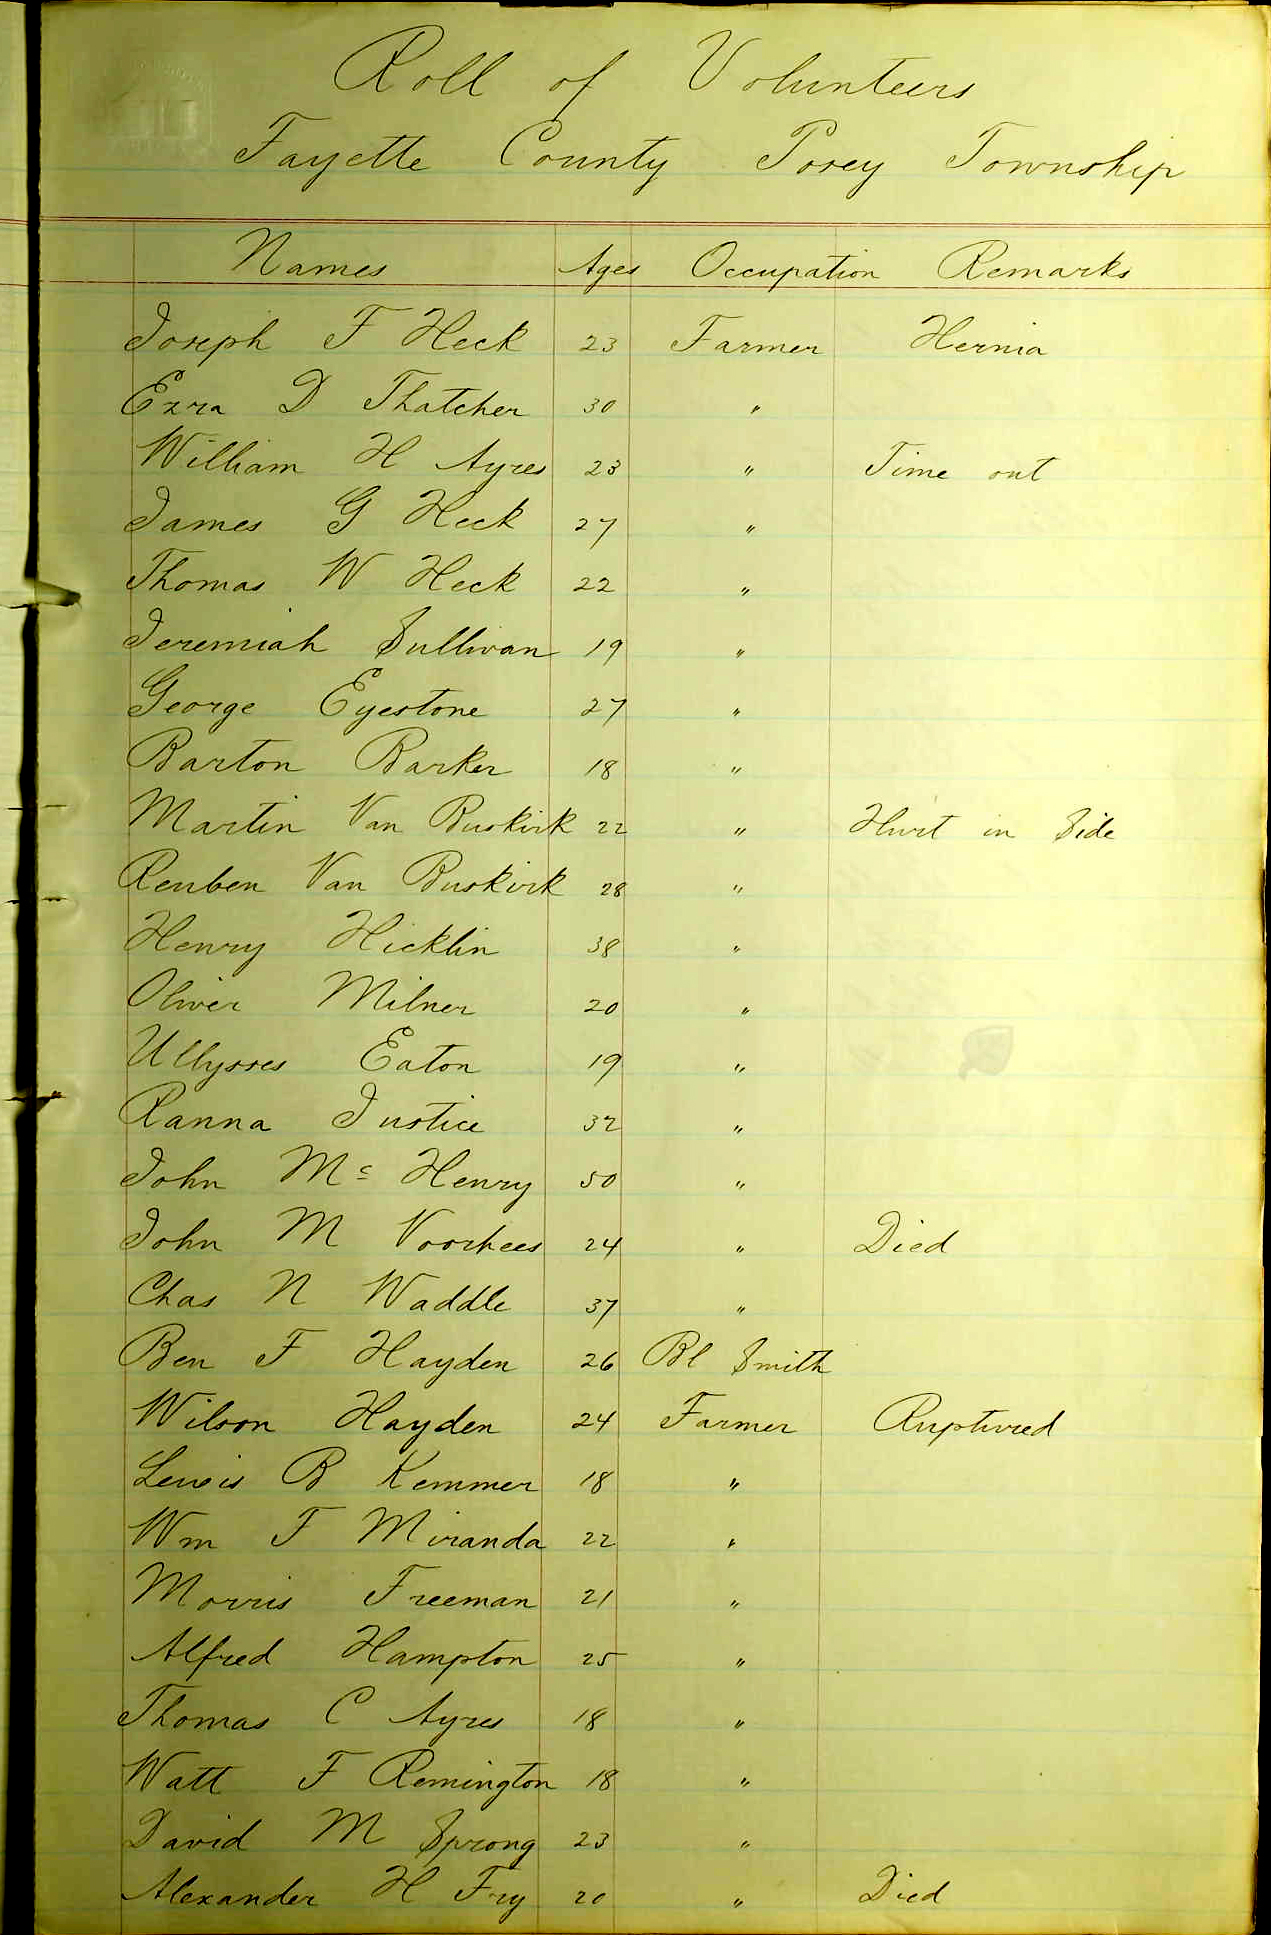 Roll of Volunteers
Fayette County Posey Township
Names Ages Occupation Remarks
Joseph F Heck 23 Farmer Hernia
Ezra D Thatcher 30 "
William H Ayres 23 " Time out
James G Heck 27 "
Thomas W Heck 22 "
Jeremiah Sullivan 19 "
George Eyestone 27 "
Barton Barker 18 "
Martin Van Buskirk 22 " Hurt in Side
Reuben Van Buskirk 28 "
Henry Hicklin 38 "
Oliver Milner 20 "
Ullysses Eaton 19 "
Ranna Justice 32 "
John Mc Henry 50 "
John M Voorhees 24 " Died
Chas N Waddle 37 "
Ben F Hayden 26 Bl Smith
Wilson Hayden 24 Farmer Ruptured
Lewis B Kemmer 18 "
Wm F Miranda 22 "
Morris Freeman 21 "
Alfred Hampton 25 "
Thomas C Ayres 18 "
Watt F Remington 18 "
David M Sprong 23 "
Alexander H Fry 20 " Died